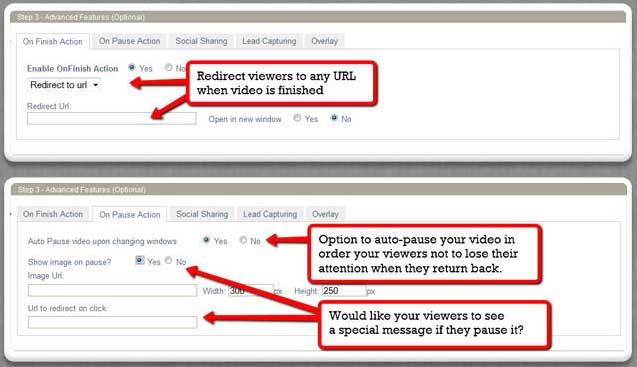 Step 3 - Advanced Features (Optional)
On Finish Action On Pause Action Social Sharing Lead Capturing Overlay
Enable OnFinish Action Yes No
Redirect to url
Redirect viewers to any URL
when video is finished
Redirect Url:
Open in new window Yes No
Step 3 - Advanced Features (Optional)
On Finish Action On Pause Action Social Sharing Lead Capturing Overlay
Auto Pause video upon changing windows Yes No
Option to auto-pause your video in
order your viewers not to lose their
attention when they return back.
Show image on pause? Yes No
Image Url:
Width: 300 px Height: 250 px
Url to redirect on click:
Would like your viewers to see
a special message if they pause it?